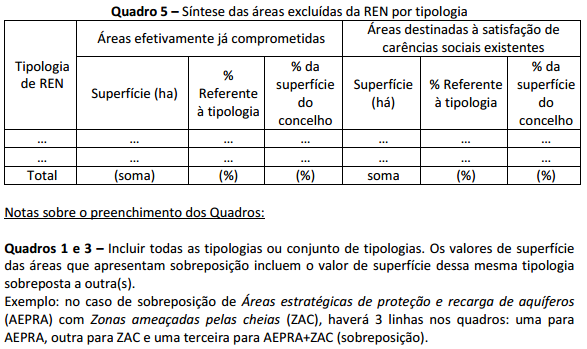 Quadro 5 – Síntese das áreas excluídas da REN por tipologia
Tipologia de REN
Áreas efetivamente já comprometidas
Áreas destinadas à satisfação de carências sociais existentes
Superfície (ha)
% Referente à tipologia
% da superfície do concelho
Superfície (há)
% Referente à tipologia
% da superfície do concelho
... ... ... ... ... ... ...
... ... ... ... ... ... ...
Total (soma) (%) (%) soma (%) (%)
Notas sobre o preenchimento dos Quadros:
Quadros 1 e 3 – Incluir todas as tipologias ou conjunto de tipologias. Os valores de superfície
das áreas que apresentam sobreposição incluem o valor de superfície dessa mesma tipologia
sobreposta a outra(s).
Exemplo: no caso de sobreposição de Áreas estratégicas de proteção e recarga de aquíferos
(AEPRA) com Zonas ameaçadas pelas cheias (ZAC), haverá 3 linhas nos quadros: uma para
AEPRA, outra para ZAC e uma terceira para AEPRA+ZAC (sobreposição).